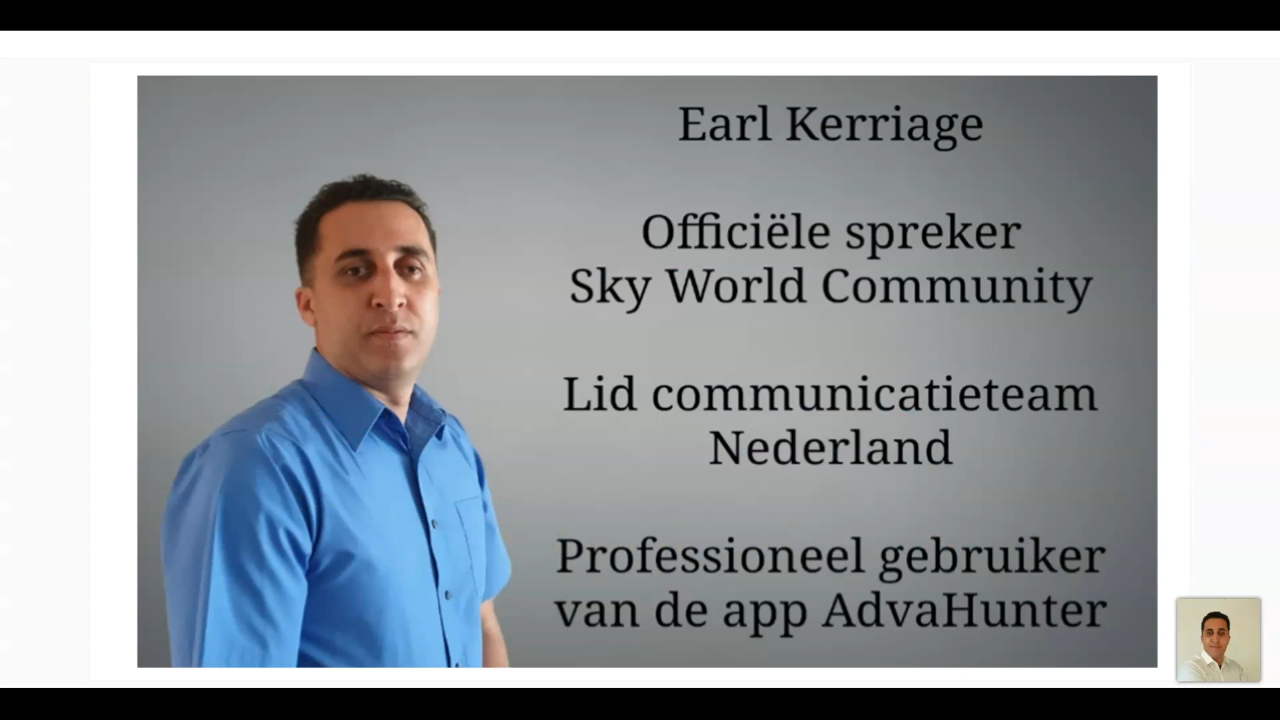 Earl Kerriage
Officiële spreker
Sky World Community
Lid communicatieteam
Nederland
Professioneel gebruiker
van de app AdvaHunter